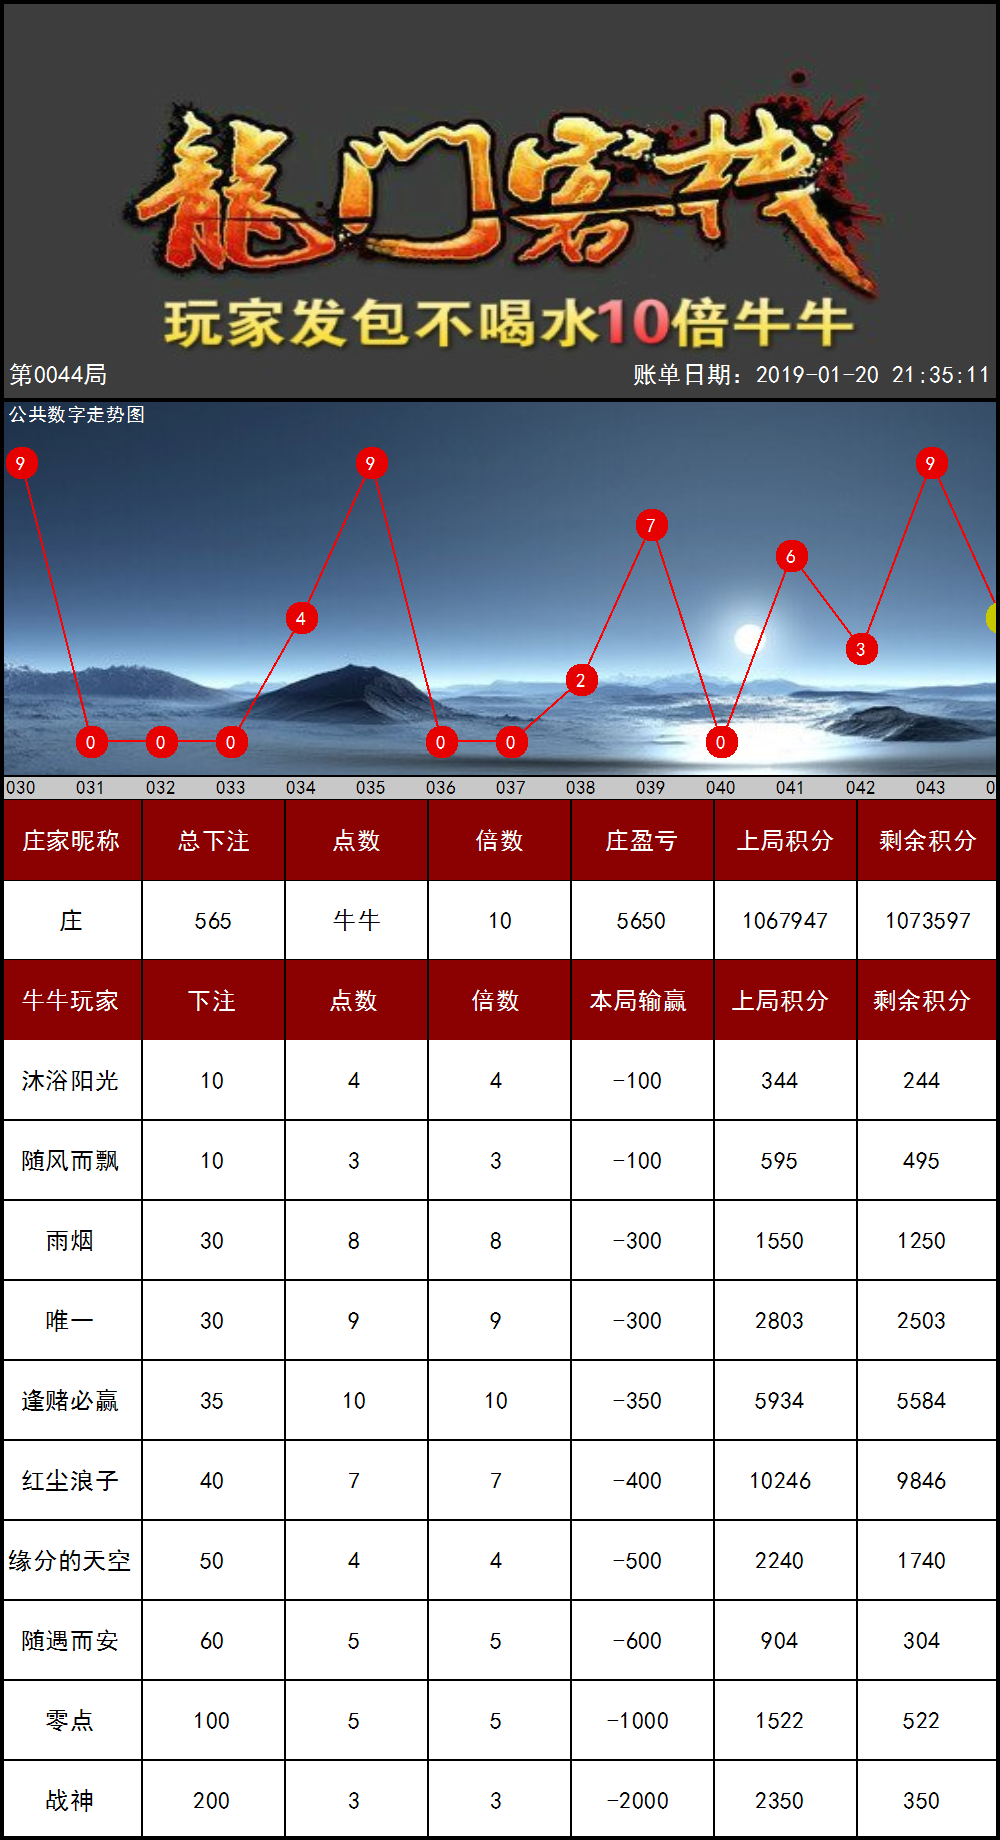 龍门客栈
玩家发包不喝水10倍牛牛
第0044局 账单日期：2019-01-20 21:35:11
公共数字走势图
9 9 9
7
6
4
3
2
0 0 0 0 0 0
030 031 032 033 034 035 036 037 038 039 040 041 042 043 0
庄家昵称 总下注 点数 倍数 庄盈亏 上局积分 剩余积分
庄 565 牛牛 10 5650 1067947 1073597
牛牛玩家 下注 点数 倍数 本局输赢 上局积分 剩余积分
沐浴阳光 10 4 4 -100 344 244
随风而飘 10 3 3 -100 595 495
雨烟 30 8 8 -300 1550 1250
唯一 30 9 9 -300 2803 2503
逢赌必赢 35 10 10 -350 5934 5584
红尘浪子 40 7 7 -400 10246 9846
缘分的天空 50 4 4 -500 2240 1740
随遇而安 60 5 5 -600 904 304
零点 100 5 5 -1000 1522 522
战神 200 3 3 -2000 2350 350